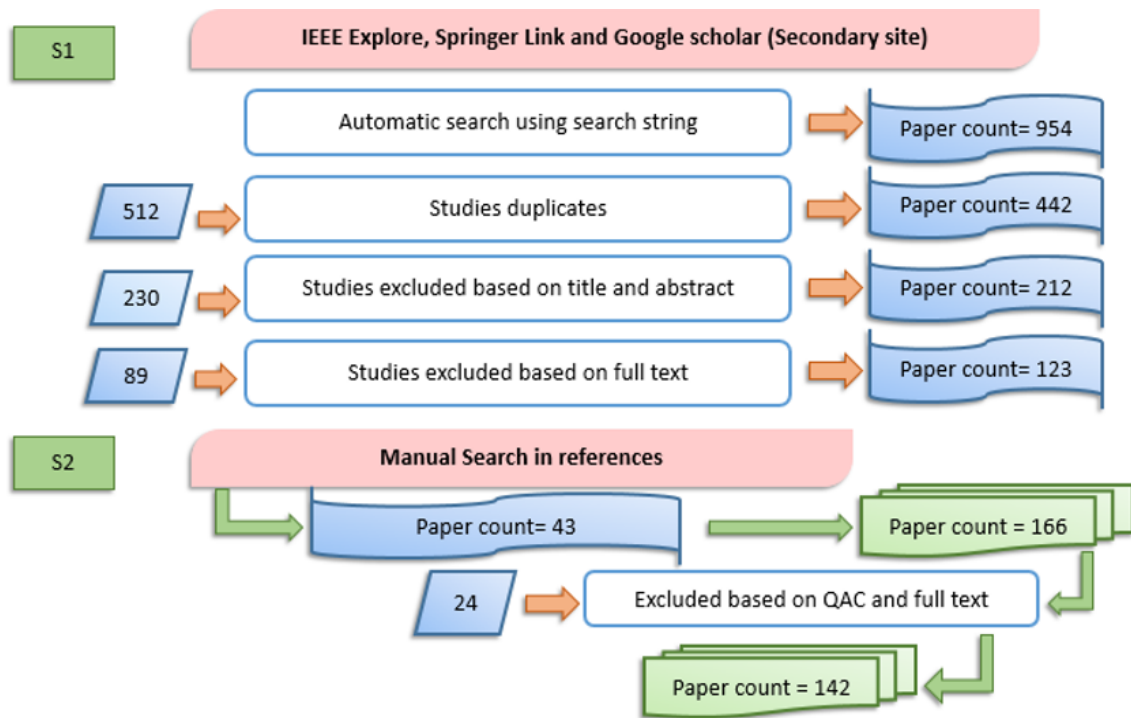 S1
IEEE Explore, Springer Link and Google scholar (Secondary site)
Automatic search using search string
Paper count= 954
512
Studies duplicates
Paper count= 442
230
Studies excluded based on title and abstract
Paper count= 212
89
Studies excluded based on full text
Paper count= 123
S2
Manual Search in references
Paper count= 43
Paper count = 166
24
Excluded based on QAC and full text
Paper count = 142